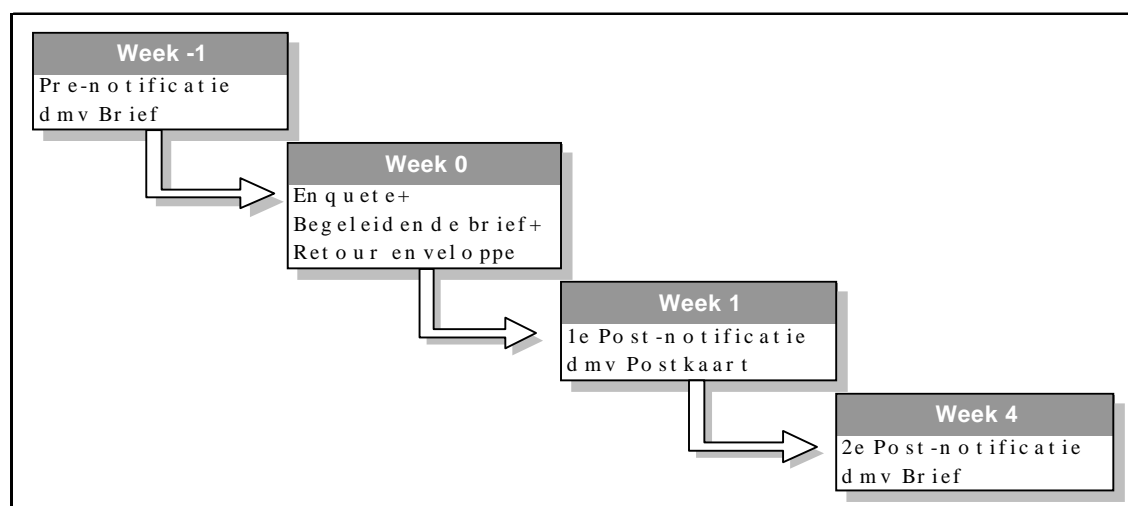 Week -1
Pre-notificatie
dmv Brief
Week 0
Enquete+
Begeleidende brief+
Retour enveloppe
Week 1
1e Post-notificatie
dmv Postkaart
Week 4
2e Post-notificatie
dmv Brief